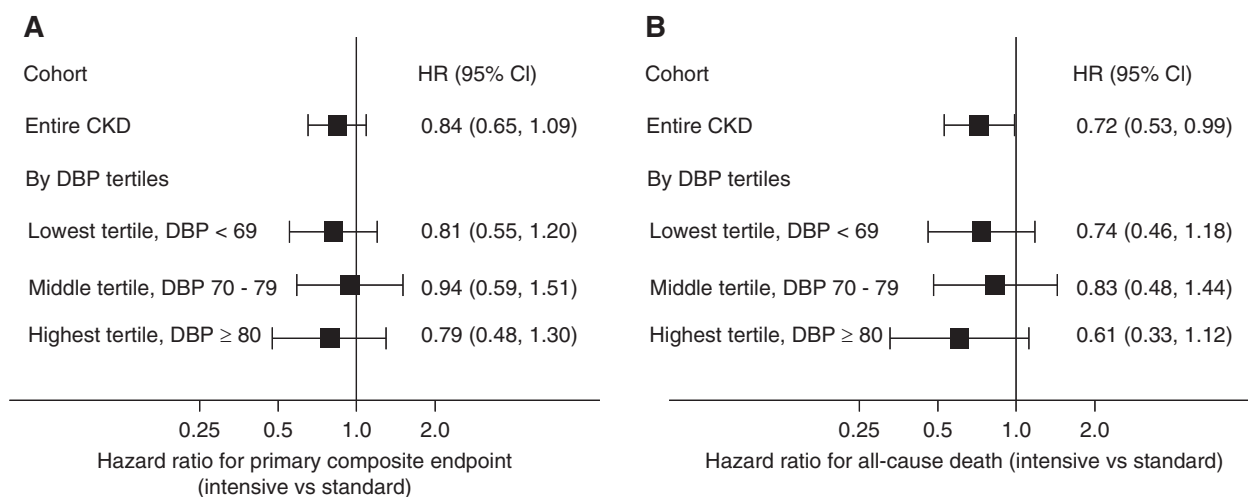 A
Cohort HR (95% CI)
Entire CKD 0.84 (0.65, 1.09)
By DBP tertiles
Lowest tertile, DBP < 69 0.81 (0.55, 1.20)
Middle tertile, DBP 70 - 79 0.94 (0.59, 1.51)
Highest tertile, DBP ≥ 80 0.79 (0.48, 1.30)
0.25 0.5 1.0 2.0
Hazard ratio for primary composite endpoint
(intensive vs standard)
B
Cohort HR (95% CI)
Entire CKD 0.72 (0.53, 0.99)
By DBP tertiles
Lowest tertile, DBP < 69 0.74 (0.46, 1.18)
Middle tertile, DBP 70 - 79 0.83 (0.48, 1.44)
Highest tertile, DBP ≥ 80 0.61 (0.33, 1.12)
0.25 0.5 1.0 2.0
Hazard ratio for all-cause death (intensive vs standard)